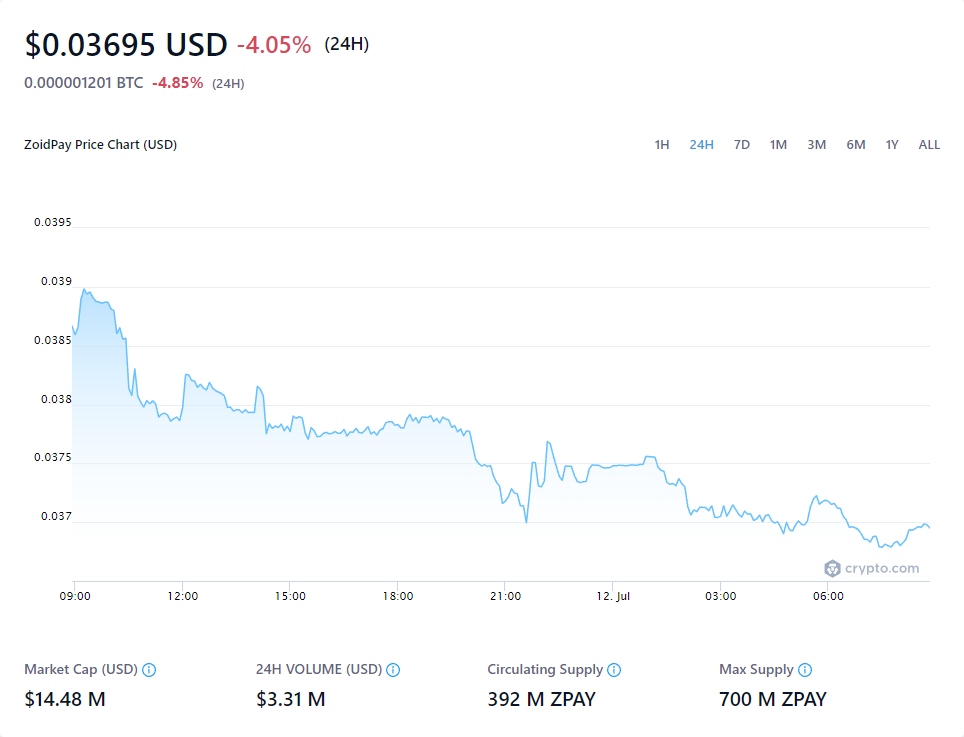 $0.03695 USD -4.05% (24H)
0.000001201 BTC -4.85% (24H)
ZoidPay Price Chart (USD) 1H 24H 7D 1M 3M 6M 1Y ALL
0.0395
0.039
0.0385
0.038
0.0375
0.037
crypto.com
09:00 12:00 15:00 18:00 21:00 12. Jul 03:00 06:00
Market Cap (USD) 24H VOLUME (USD) Circulating Supply Max Supply
$14.48 M $3.31 M 392 M ZPAY 700 M ZPAY